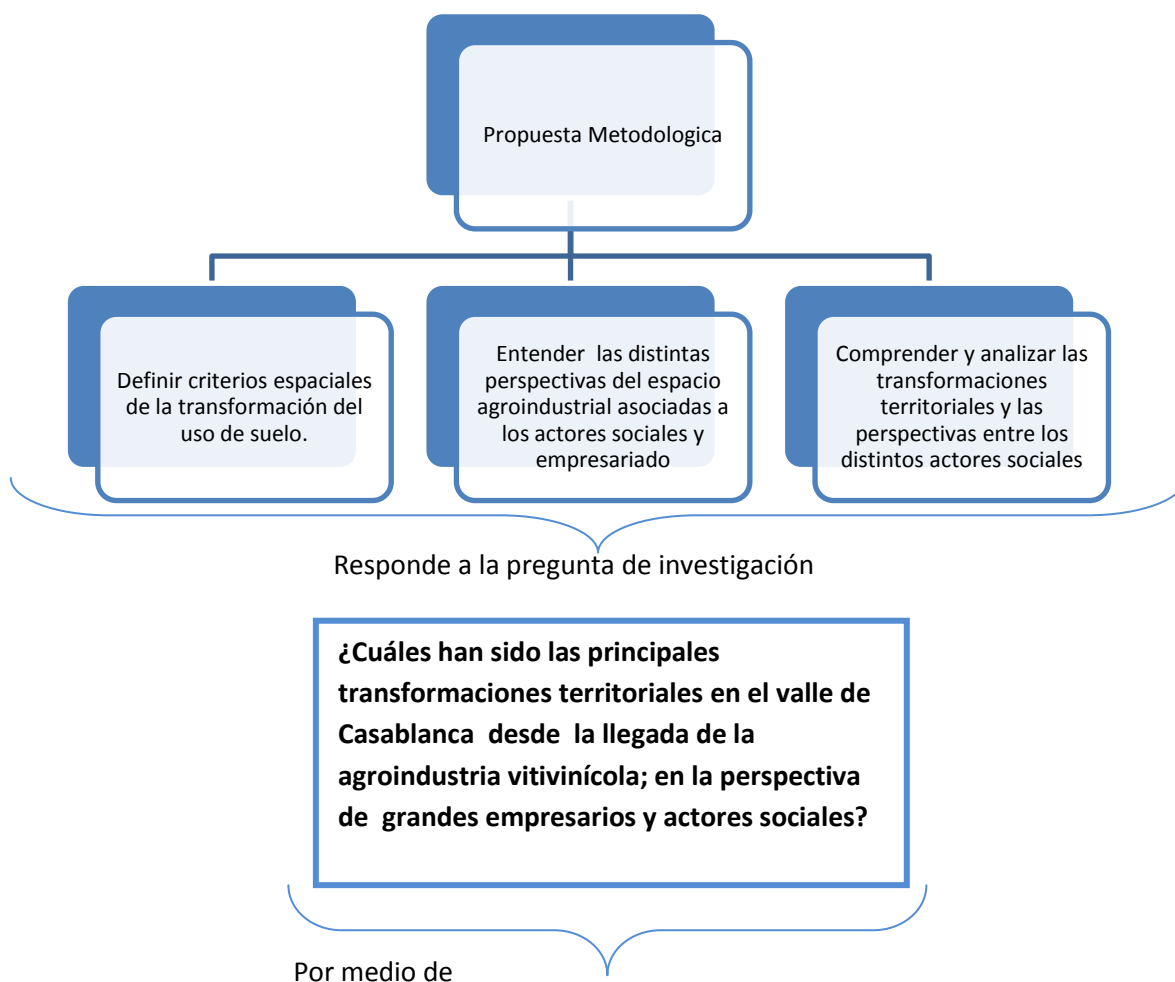 Propuesta Metodologica
Definir criterios espaciales
de la transformación del
uso de suelo.
Entender las distintas
perspectivas del espacio
agroindustrial asociadas a
los actores sociales y
empresariado
Comprender y analizar las
transformaciones
territoriales y las
perspectivas entre los
distintos actores sociales
Responde a la pregunta de investigación
¿Cuáles han sido las principales
transformaciones territoriales en el valle de
Casablanca desde la llegada de la
agroindustria vitivinícola; en la perspectiva
de grandes empresarios y actores sociales?
Por medio de